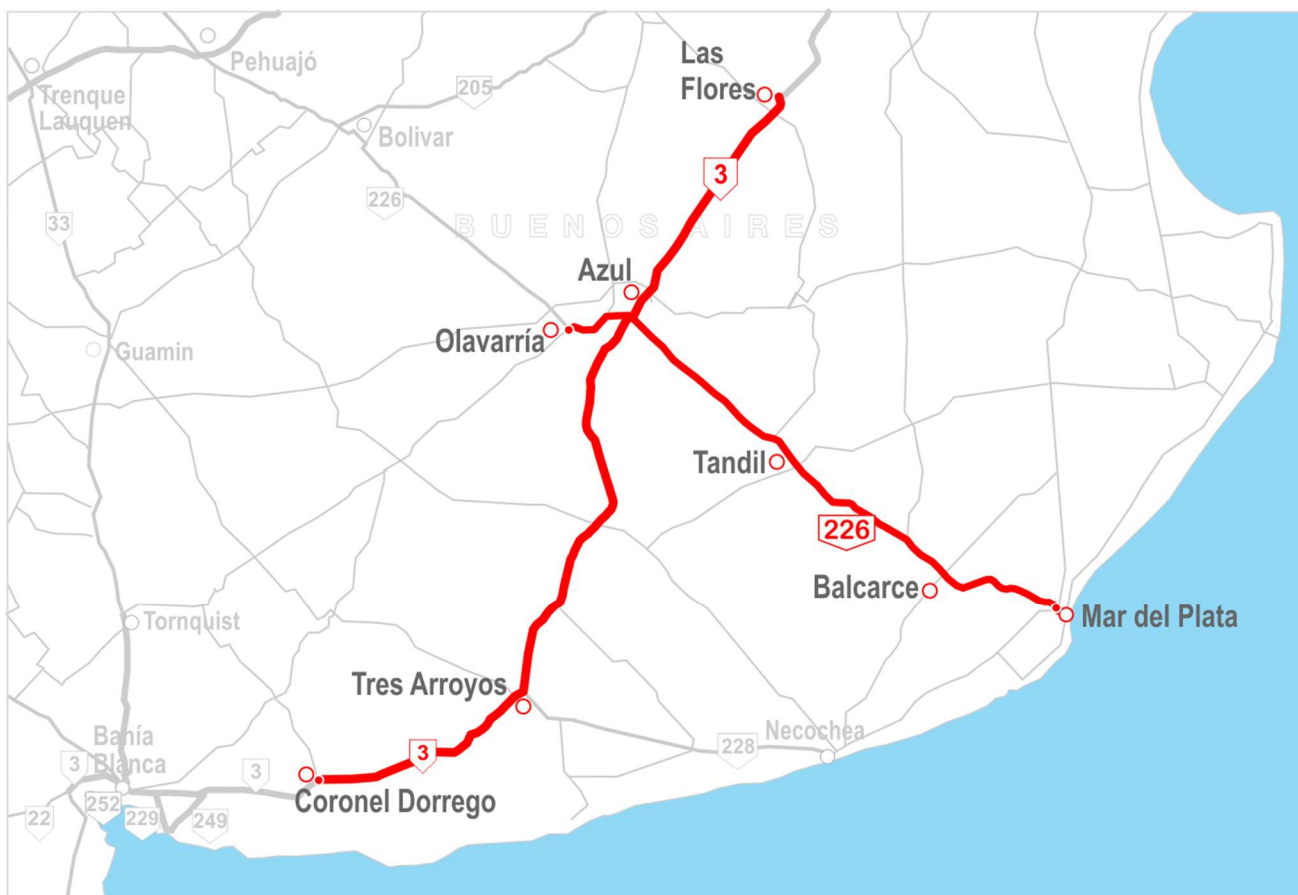 Las
Flores
Pehuajó
205
Trenque
Lauquen
Bolivar
3
226
33
BUENOS AIRES
Azul
Olavarría
Guamin
Tandil
226
Balcarce
Mar del Plata
Tornquist
Tres Arroyos
Necochea
228
Bahía
Blanca
3
3
3
Coronel Dorrego
252
229
249
22